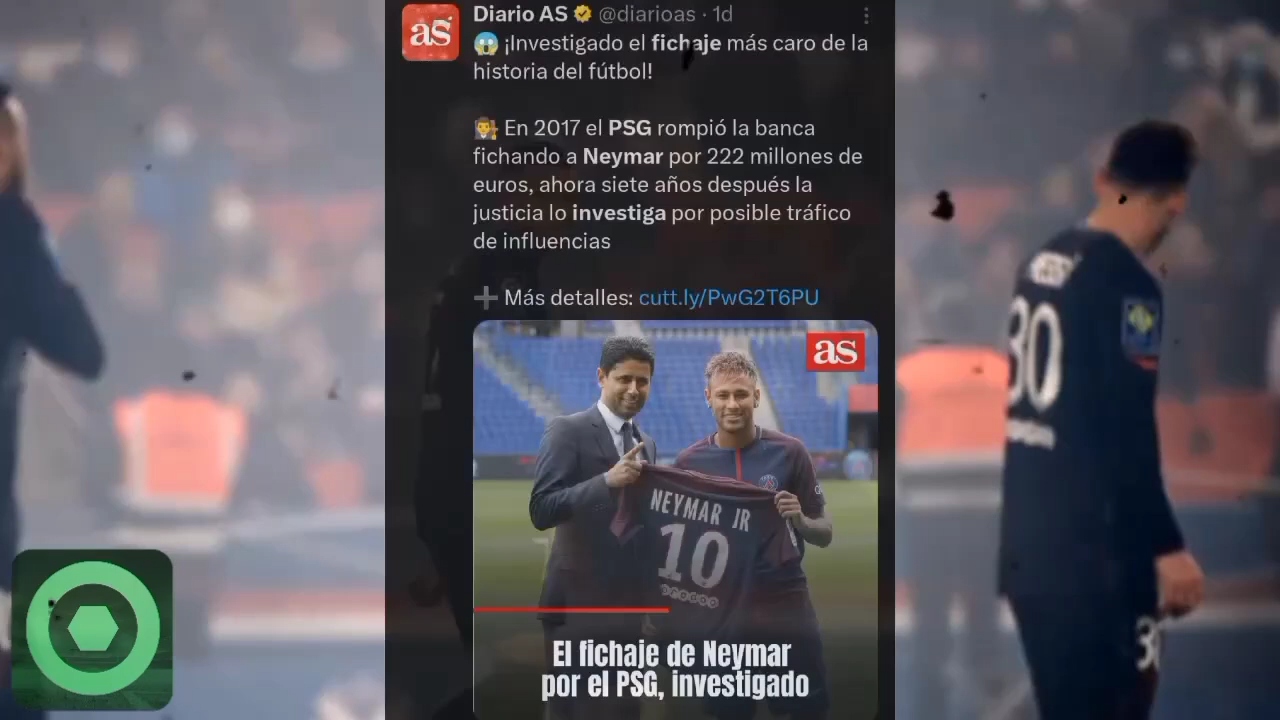 as
Diario AS @diarioas · 1d
😱 ¡Investigado el fichaje más caro de la
historia del fútbol!
👨‍⚖️ En 2017 el PSG rompió la banca
fichando a Neymar por 222 millones de
euros, ahora siete años después la
justicia lo investiga por posible tráfico
de influencias
➕ Más detalles: cutt.ly/PwG2T6PU
as
NEYMAR JR
10
ooredoo
El fichaje de Neymar
por el PSG, investigado
30
30